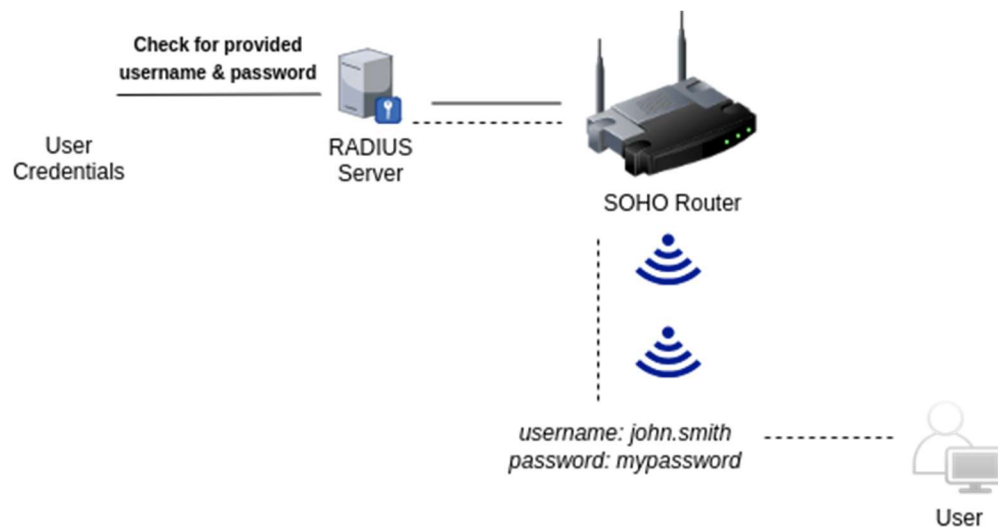 Check for provided
username & password
User
Credentials
RADIUS
Server
SOHO Router
username: john.smith
password: mypassword
User